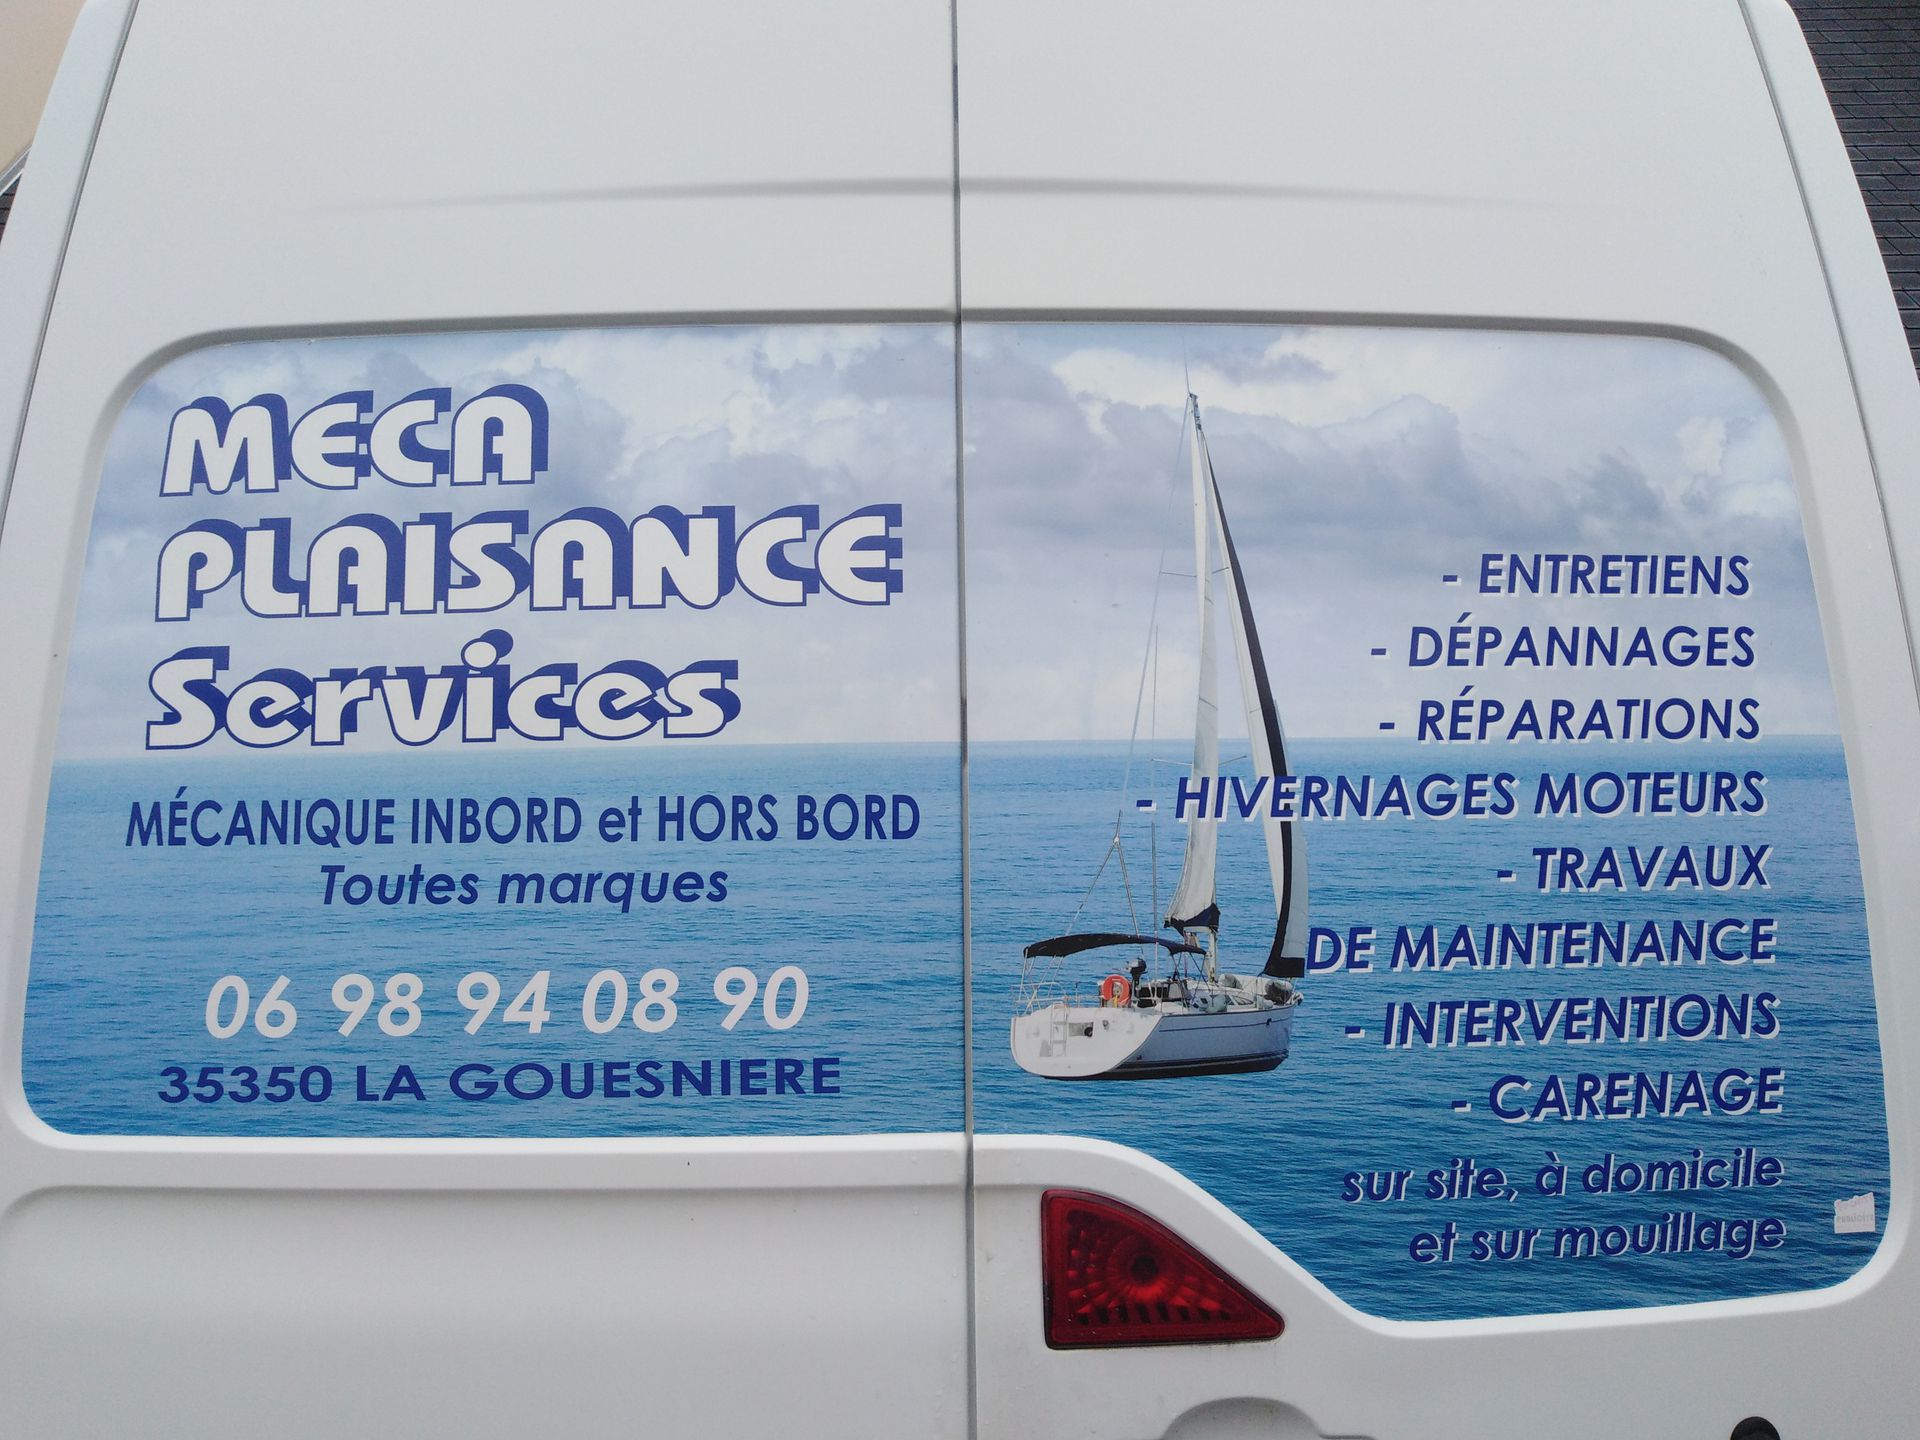 MECA
PLAISANCE
Services
MÉCANIQUE INBORD et HORS BORD
Toutes marques
06 98 94 08 90
35350 LA GOUESNIERE
- ENTRETIENS
- DÉPANNAGES
- RÉPARATIONS
- HIVERNAGES MOTEURS
- TRAVAUX
DE MAINTENANCE
- INTERVENTIONS
- CARENAGE
sur site, à domicile
et sur mouillage
PUBLICITÉ